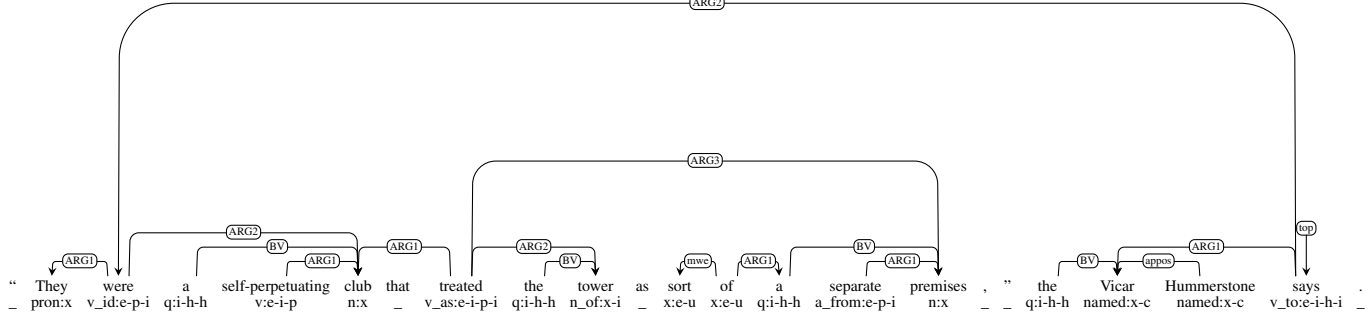 ARG2
ARG3
top
ARG2 BV ARG1 ARG2 BV ARG1
ARG1 ARG1 BV mwe ARG1 ARG1 BV appos
“ They were a self-perpetuating club that treated the tower as sort of a separate premises , ” the Vicar Hummerstone says .
_ pron:x v_id:e-p-i q:i-h-h v:e-i-p n:x _ v_as:e-i-p-i q:i-h-h n_of:x-i _ x:e-u x:e-u q:i-h-h a_from:e-p-i n:x _ _ q:i-h-h named:x-c named:x-c v_to:e-i-h-i _